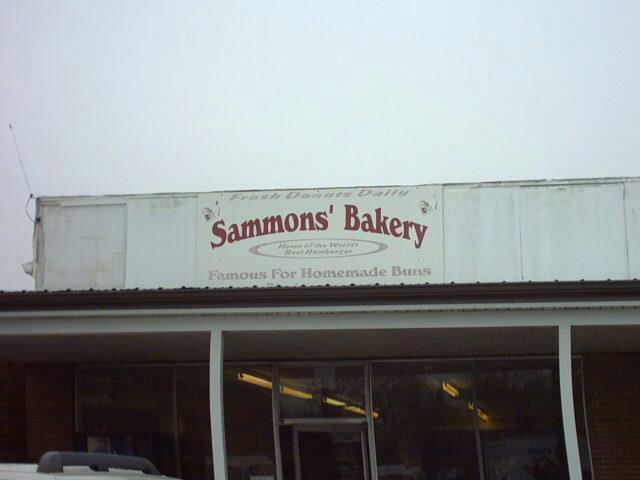 Fresh Donuts Daily
Sammons' Bakery
Home of the Worlds
Best Hamburger
Famous For Homemade Buns